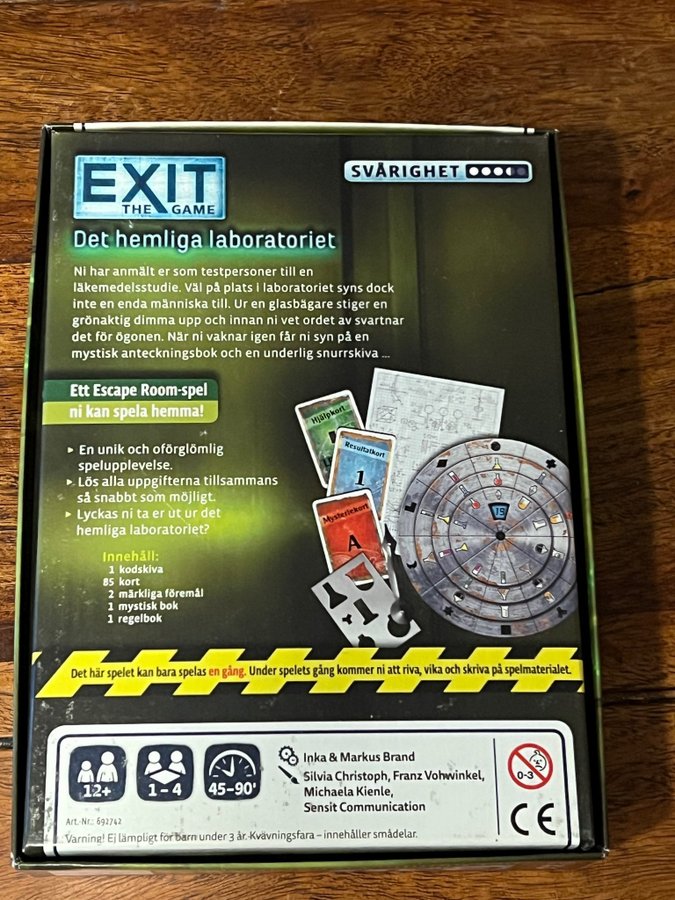 EXIT
THE GAME
SVÅRIGHET
Det hemliga laboratoriet
Ni har anmält er som testpersoner till en
läkemedelsstudie. Väl på plats i laboratoriet syns dock
inte en enda människa till. Ur en glasbägare stiger en
grönaktig dimma upp och innan ni vet ordet av svartnar
det för ögonen. När ni vaknar igen får ni syn på en
mystisk anteckningsbok och en underlig snurrskiva ...
Ett Escape Room-spel
ni kan spela hemma!
▸ En unik och oförglömlig
spelupplevelse.
▸ Lös alla uppgifterna tillsammans
så snabbt som möjligt.
▸ Lyckas ni ta er ut ur det
hemliga laboratoriet?
Innehåll:
1 kodskiva
85 kort
2 märkliga föremål
1 mystisk bok
1 regelbok
Hjälpkort
Resultatkort
1
Mysteriekort
A
15
Det här spelet kan bara spelas en gång. Under spelets gång kommer ni att riva, vika och skriva på spelmaterialet.
12+
1–4
45–90'
Inka & Markus Brand
Silvia Christoph, Franz Vohwinkel,
Michaela Kienle,
Sensit Communication
0-3
CE
Art.-Nr.: 692742
Varning! Ej lämpligt för barn under 3 år. Kvävningsfara – innehåller smådelar.